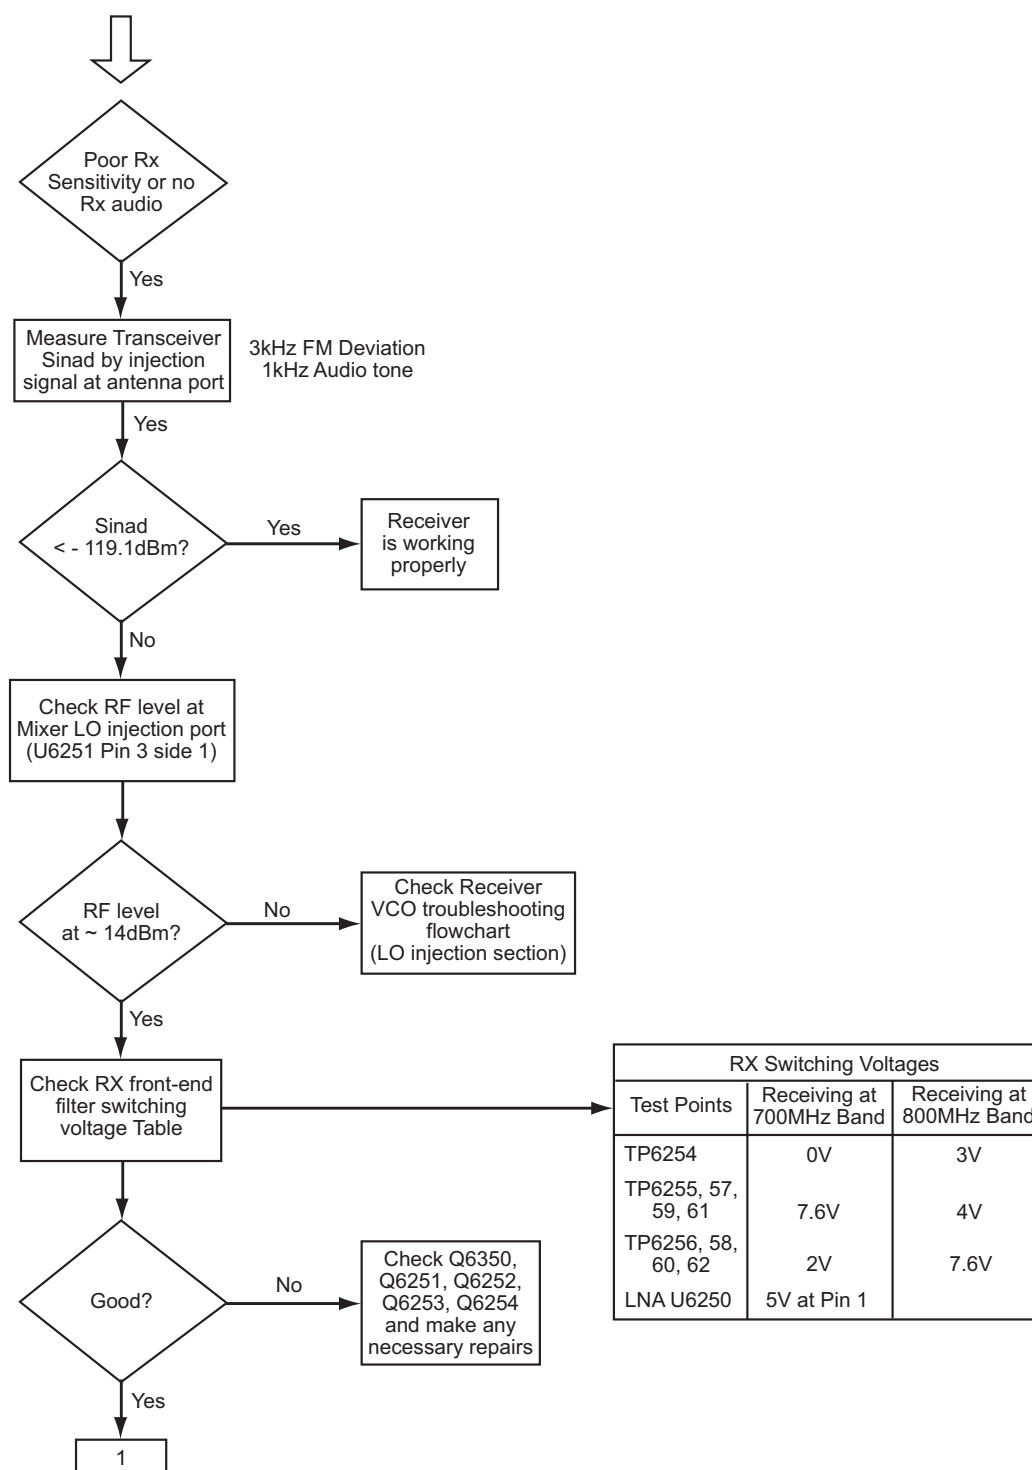 Poor Rx
Sensitivity or no
Rx audio
Yes
Measure Transceiver
Sinad by injection
signal at antenna port
3kHz FM Deviation
1kHz Audio tone
Yes
Sinad
< - 119.1dBm?
Yes
Receiver
is working
properly
No
Check RF level at
Mixer LO injection port
(U6251 Pin 3 side 1)
RF level
at ~ 14dBm?
No
Check Receiver
VCO troubleshooting
flowchart
(LO injection section)
Yes
Check RX front-end
filter switching
voltage Table
RX Switching Voltages
Test Points
Receiving at
700MHz Band
Receiving at
800MHz Band
TP6254
0V
3V
TP6255, 57,
59, 61
7.6V
4V
TP6256, 58,
60, 62
2V
7.6V
LNA U6250
5V at Pin 1
Good?
No
Check Q6350,
Q6251, Q6252,
Q6253, Q6254
and make any
necessary repairs
Yes
1